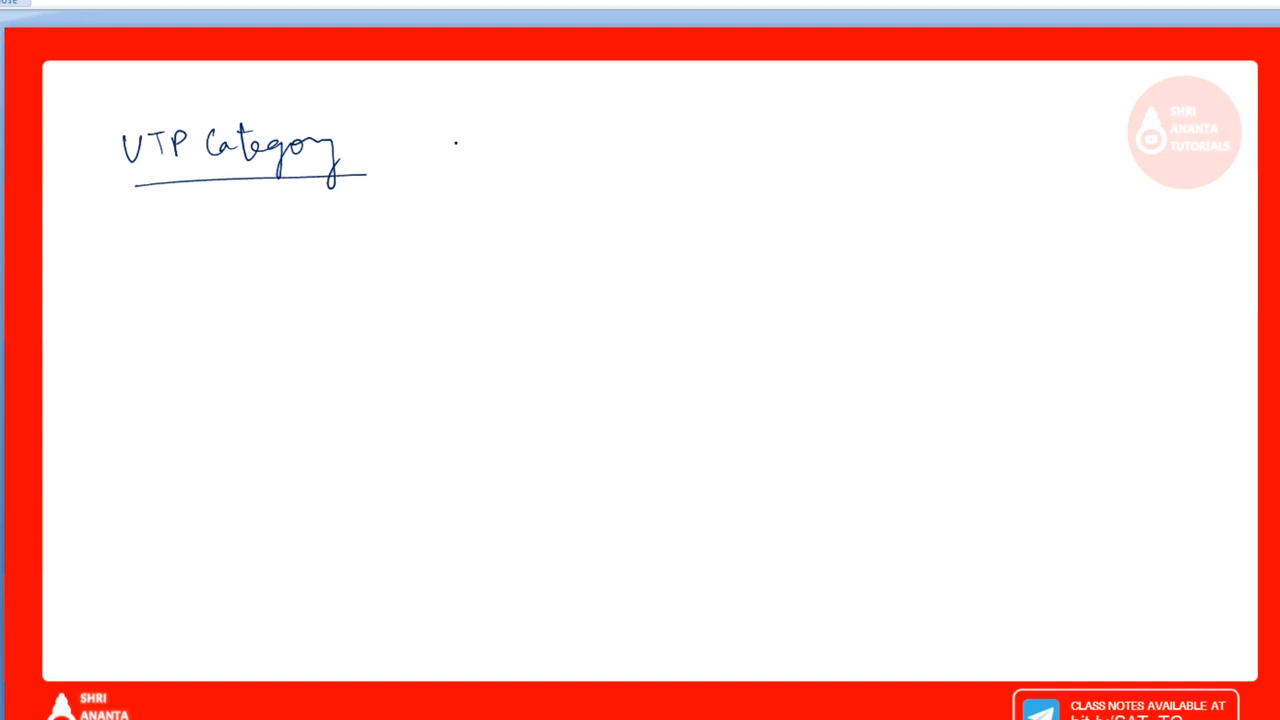 SHRI
ANANTA
TUTORIALS
UTP Category
SHRI
ANANTA
CLASS NOTES AVAILABLE AT